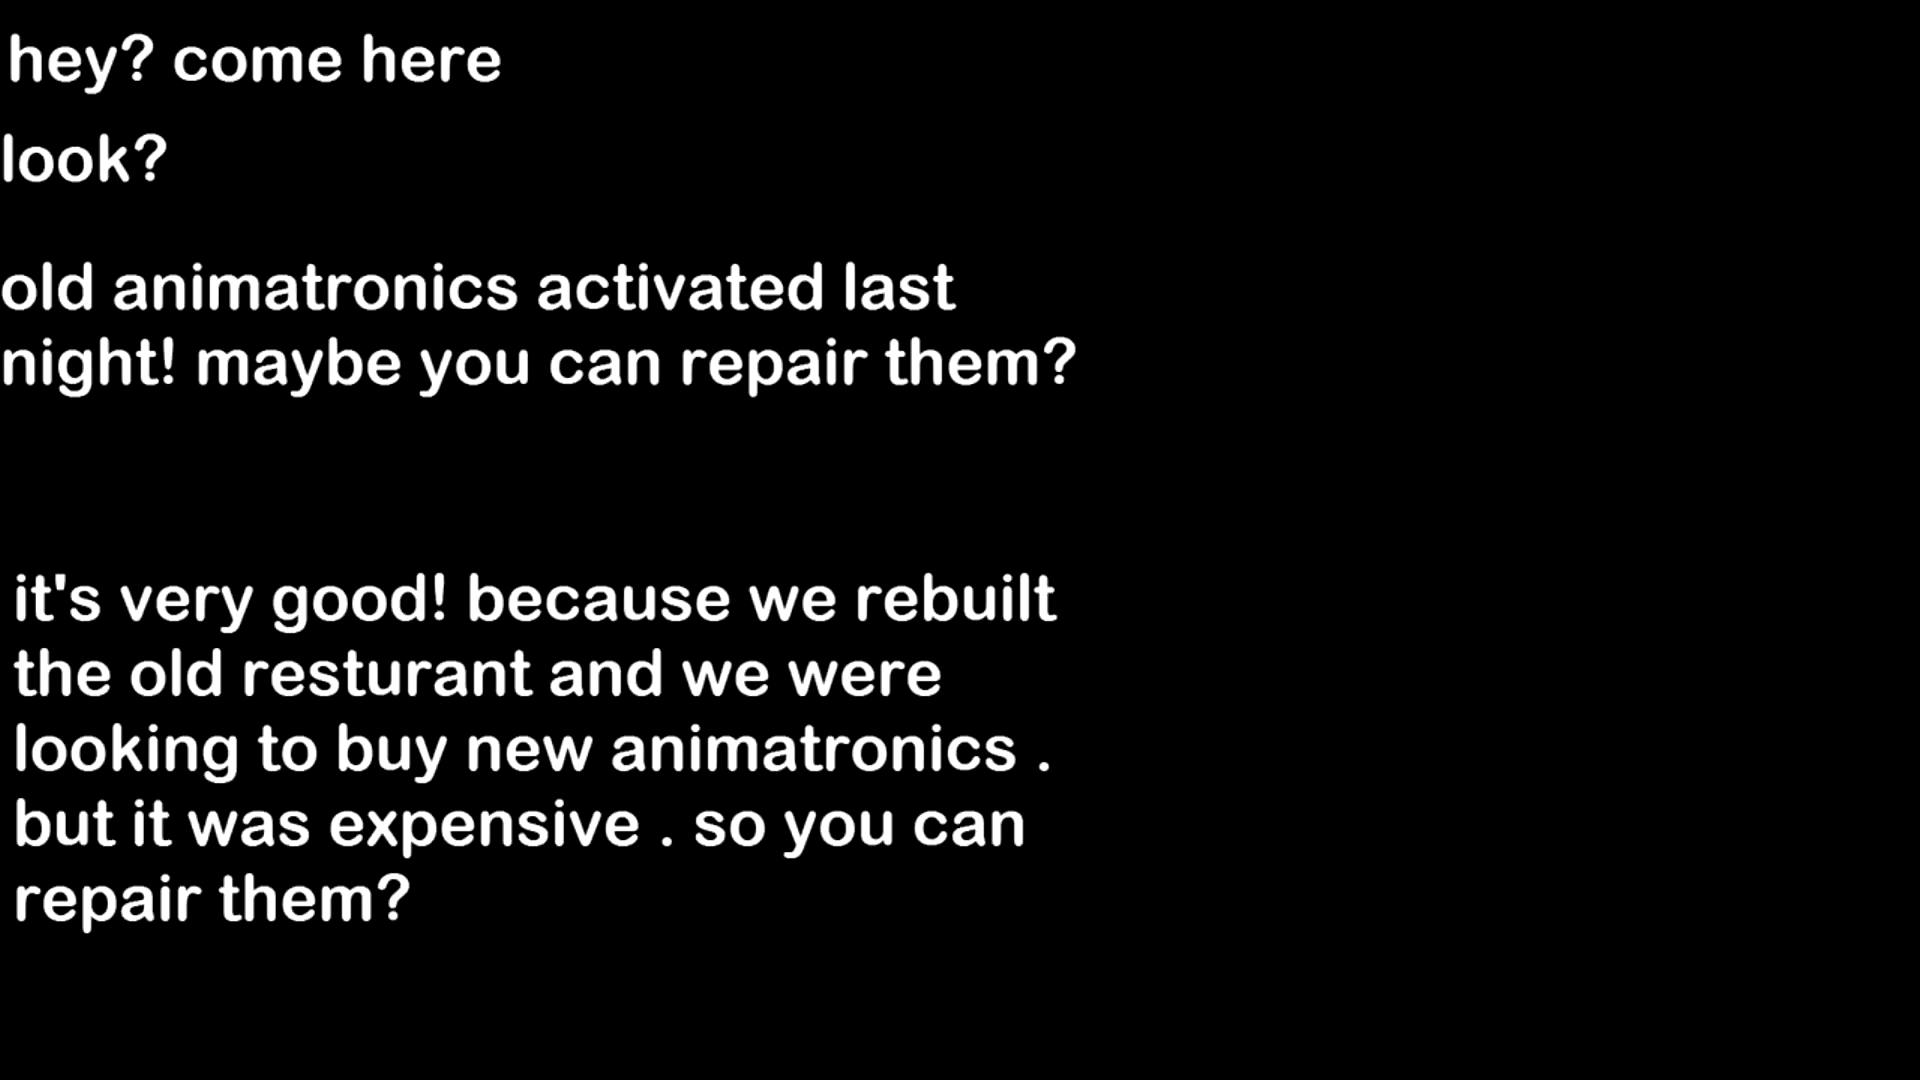 hey? come here
look?
old animatronics activated last
night! maybe you can repair them?
it's very good! because we rebuilt
the old resturant and we were
looking to buy new animatronics .
but it was expensive . so you can
repair them?